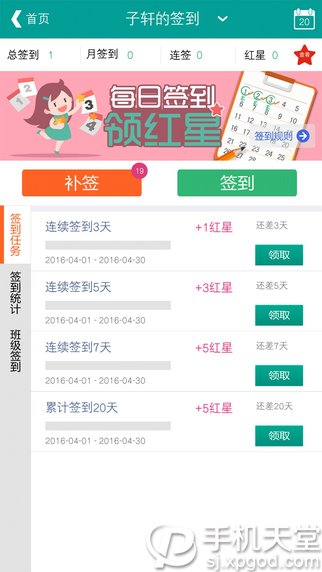 首页
子轩的签到
20
总签到 1
月签到 0
连签 0
红星 0
查看
每日签到
领红星
1 2 3 4
签到规则
补签 19
签到
签到任务
签到统计
班级签到
连续签到3天
+1红星
还差3天
2016-04-01 - 2016-04-30
领取
连续签到5天
+3红星
还差5天
2016-04-01 - 2016-04-30
领取
连续签到7天
+5红星
还差7天
2016-04-01 - 2016-04-30
领取
累计签到20天
+5红星
还差20天
2016-04-01 - 2016-04-30
领取
手机天堂
sj.xpgod.com